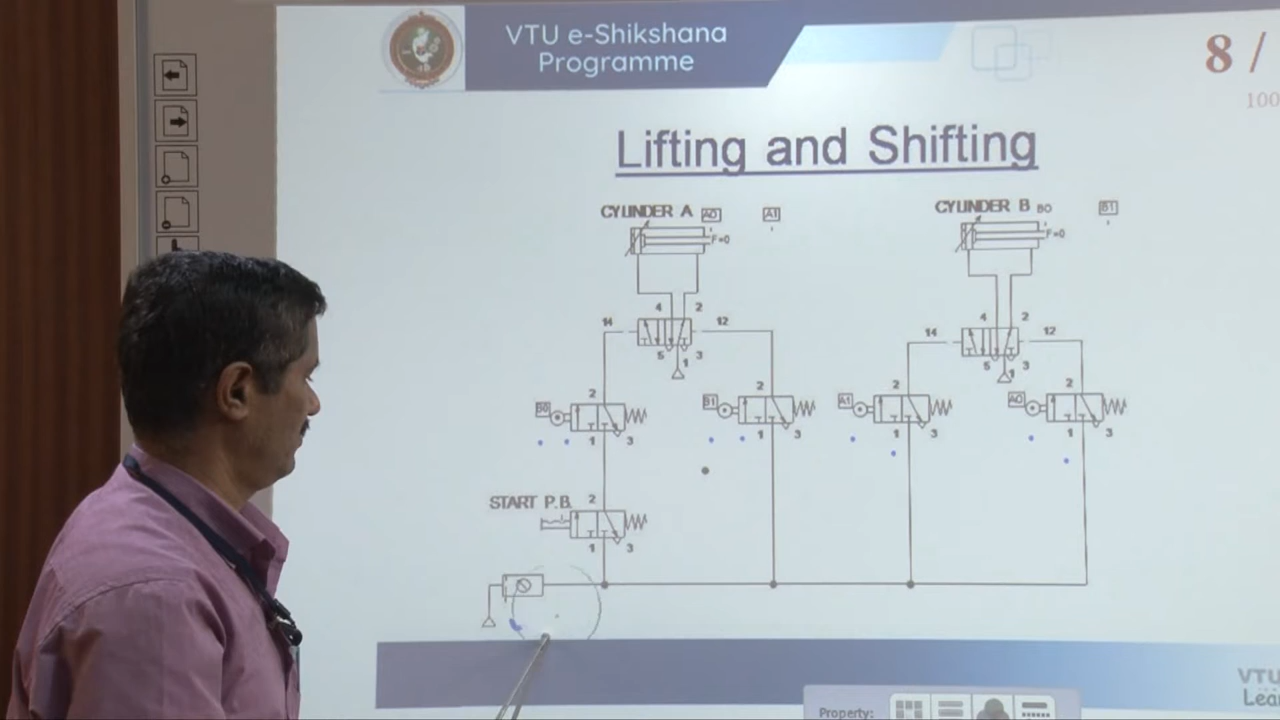 VTU e-Shikshana
Programme
8 /
100
Lifting and Shifting
CYLINDER A A0 A1
F=0
CYLINDER B B0 B1
F=0
4 2
14 12
5 1 3
4 2
14 12
5 1 3
B0 2
1 3
B1 2
1 3
A1 2
1 3
A0 2
1 3
START P.B. 2
1 3
VTU
Property: